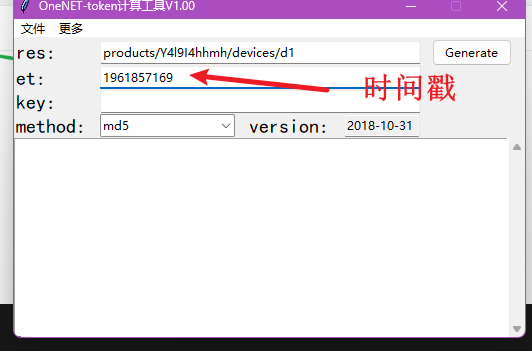 OneNET-token计算工具V1.00
文件 更多
res: products/Y4l9I4hhmh/devices/d1 Generate
et: 1961857169 时间戳
key:
method: md5 version: 2018-10-31